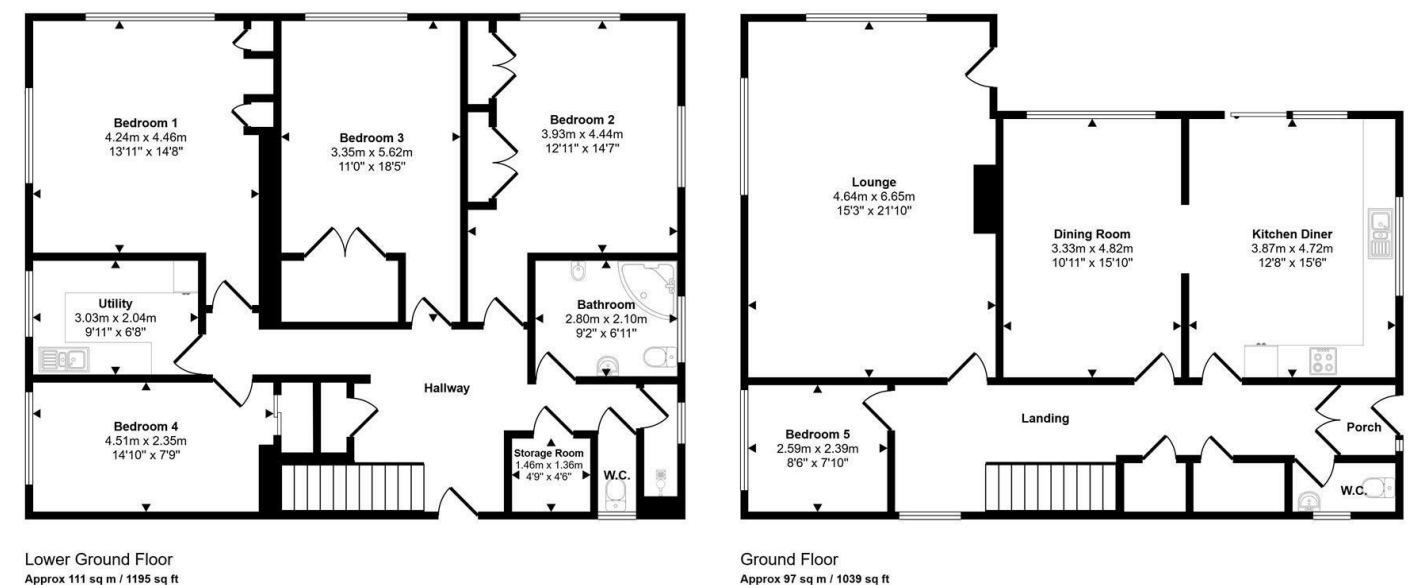 Bedroom 1
4.24m x 4.46m
13'11" x 14'8"
Bedroom 3
3.35m x 5.62m
11'0" x 18'5"
Bedroom 2
3.93m x 4.44m
12'11" x 14'7"
Utility
3.03m x 2.04m
9'11" x 6'8"
Bathroom
2.80m x 2.10m
9'2" x 6'11"
Hallway
Bedroom 4
4.51m x 2.35m
14'10" x 7'9"
Storage Room
1.46m x 1.36m
4'9" x 4'6"
W.C.
Lower Ground Floor
Approx 111 sq m / 1195 sq ft
Lounge
4.64m x 6.65m
15'3" x 21'10"
Dining Room
3.33m x 4.82m
10'11" x 15'10"
Kitchen Diner
3.87m x 4.72m
12'8" x 15'6"
Landing
Bedroom 5
2.59m x 2.39m
8'6" x 7'10"
Porch
W.C.
Ground Floor
Approx 97 sq m / 1039 sq ft